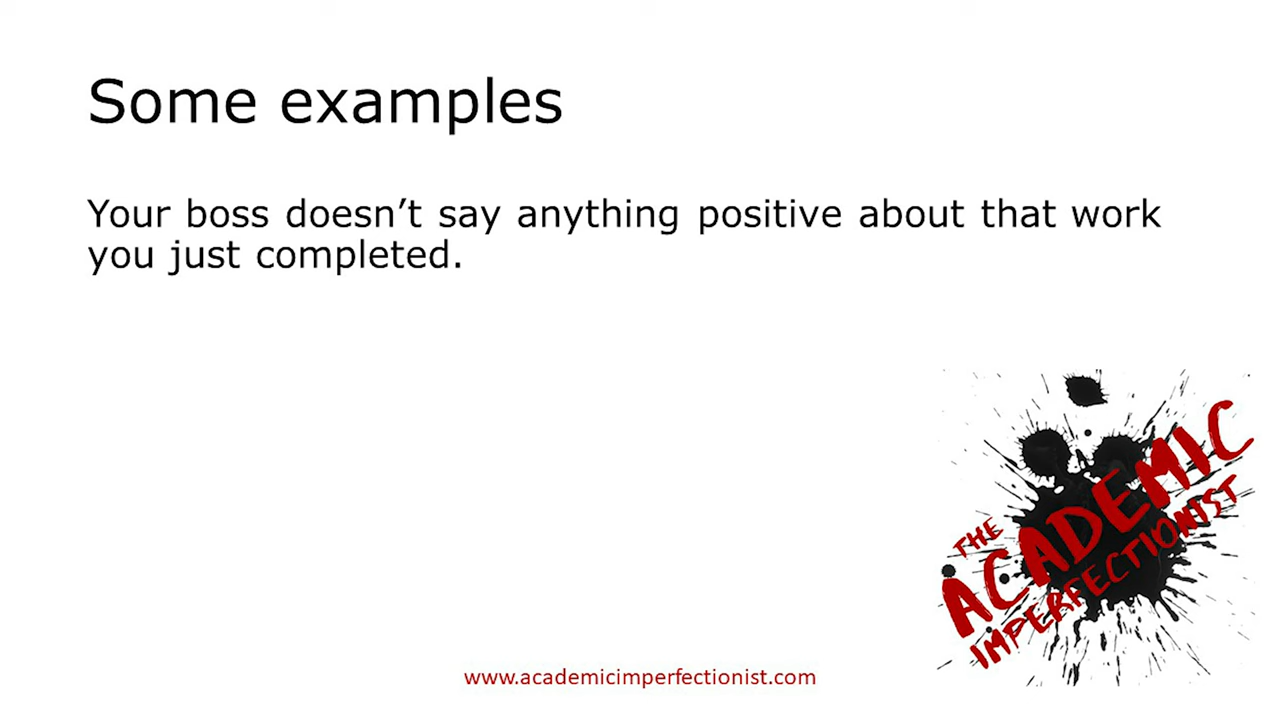 Some examples
Your boss doesn’t say anything positive about that work
you just completed.
THE
ACADEMIC
IMPERFECTIONIST
www.academicimperfectionist.com